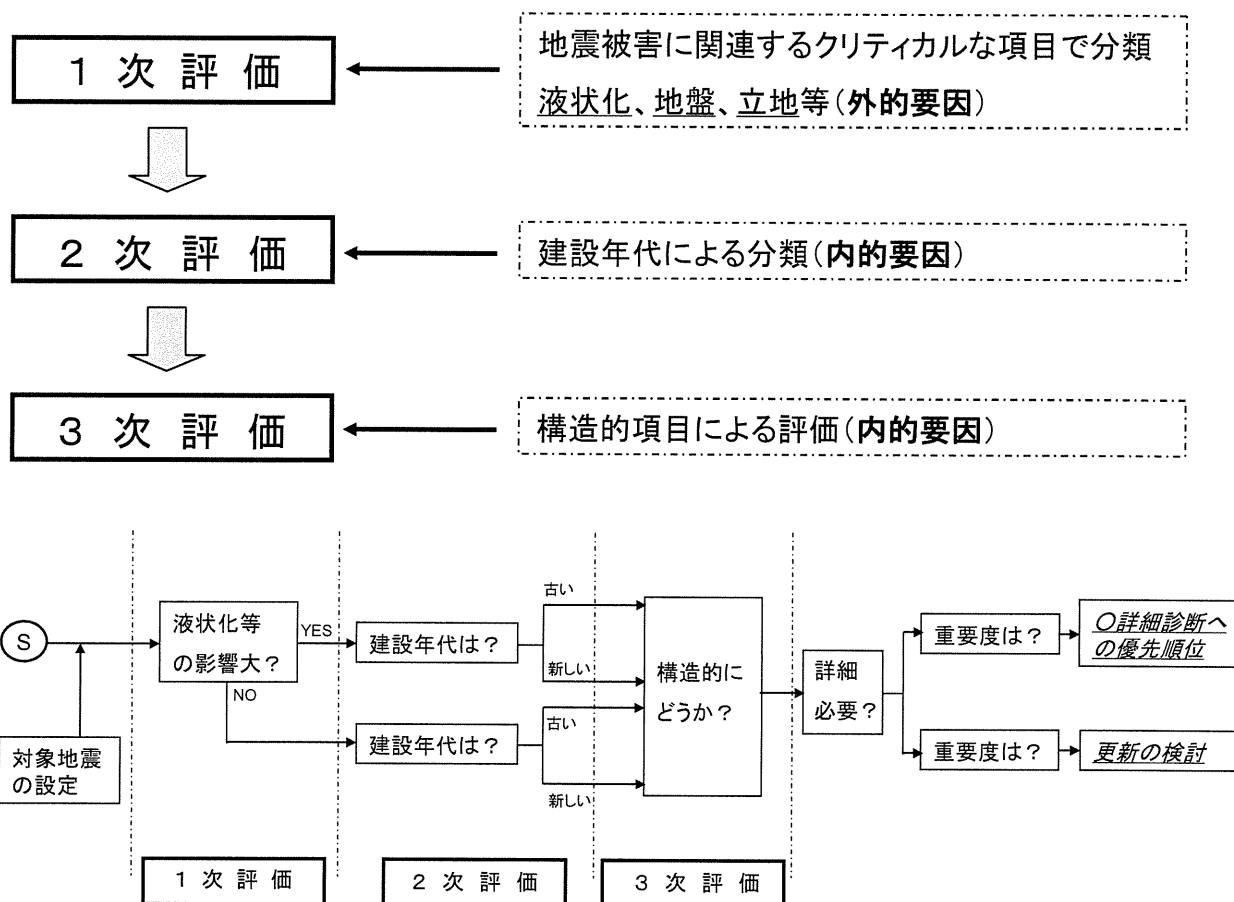 1次評価
地震被害に関連するクリティカルな項目で分類
液状化、地盤、立地等(外的要因)
2次評価
建設年代による分類(内的要因)
3次評価
構造的項目による評価(内的要因)
S
対象地震
の設定
液状化等
の影響大?
YES
NO
建設年代は?
古い
新しい
建設年代は?
古い
新しい
構造的に
どうか?
詳細
必要?
重要度は?
〇詳細診断へ
の優先順位
重要度は?
更新の検討
1次評価
2次評価
3次評価